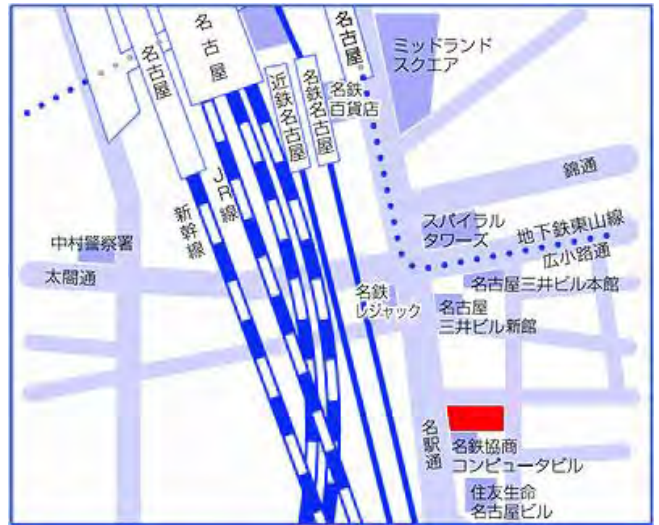 名古屋
名古屋
名古屋
ミッドランド
スクエア
近鉄名古屋
名鉄名古屋
名鉄
百貨店
新幹線
JR線
錦通
スパイラル
タワーズ
地下鉄東山線
広小路通
中村警察署
太閤通
名鉄
レジャック
名古屋三井ビル本館
名古屋
三井ビル新館
名駅通
名鉄協商
コンピュータビル
住友生命
名古屋ビル